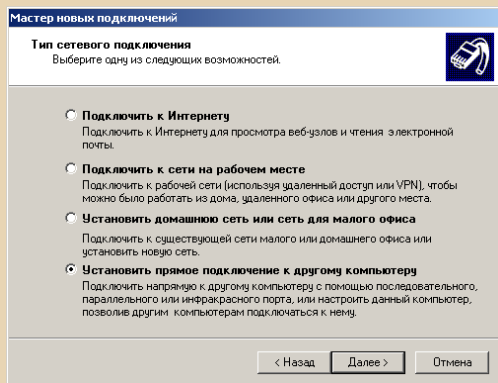 Мастер новых подключений
Тип сетевого подключения
Выберите одну из следующих возможностей.
Подключить к Интернету
Подключить к Интернету для просмотра веб-узлов и чтения электронной
почты.
Подключить к сети на рабочем месте
Подключить к рабочей сети (используя удаленный доступ или VPN), чтобы
можно было работать из дома, удаленного офиса или другого места.
Установить домашнюю сеть или сеть для малого офиса
Подключить к существующей сети малого или домашнего офиса или
установить новую сеть.
Установить прямое подключение к другому компьютеру
Подключить напрямую к другому компьютеру с помощью последовательного,
параллельного или инфракрасного порта, или настроить данный компьютер,
позволив другим компьютерам подключаться к нему.
< Назад Далее > Отмена